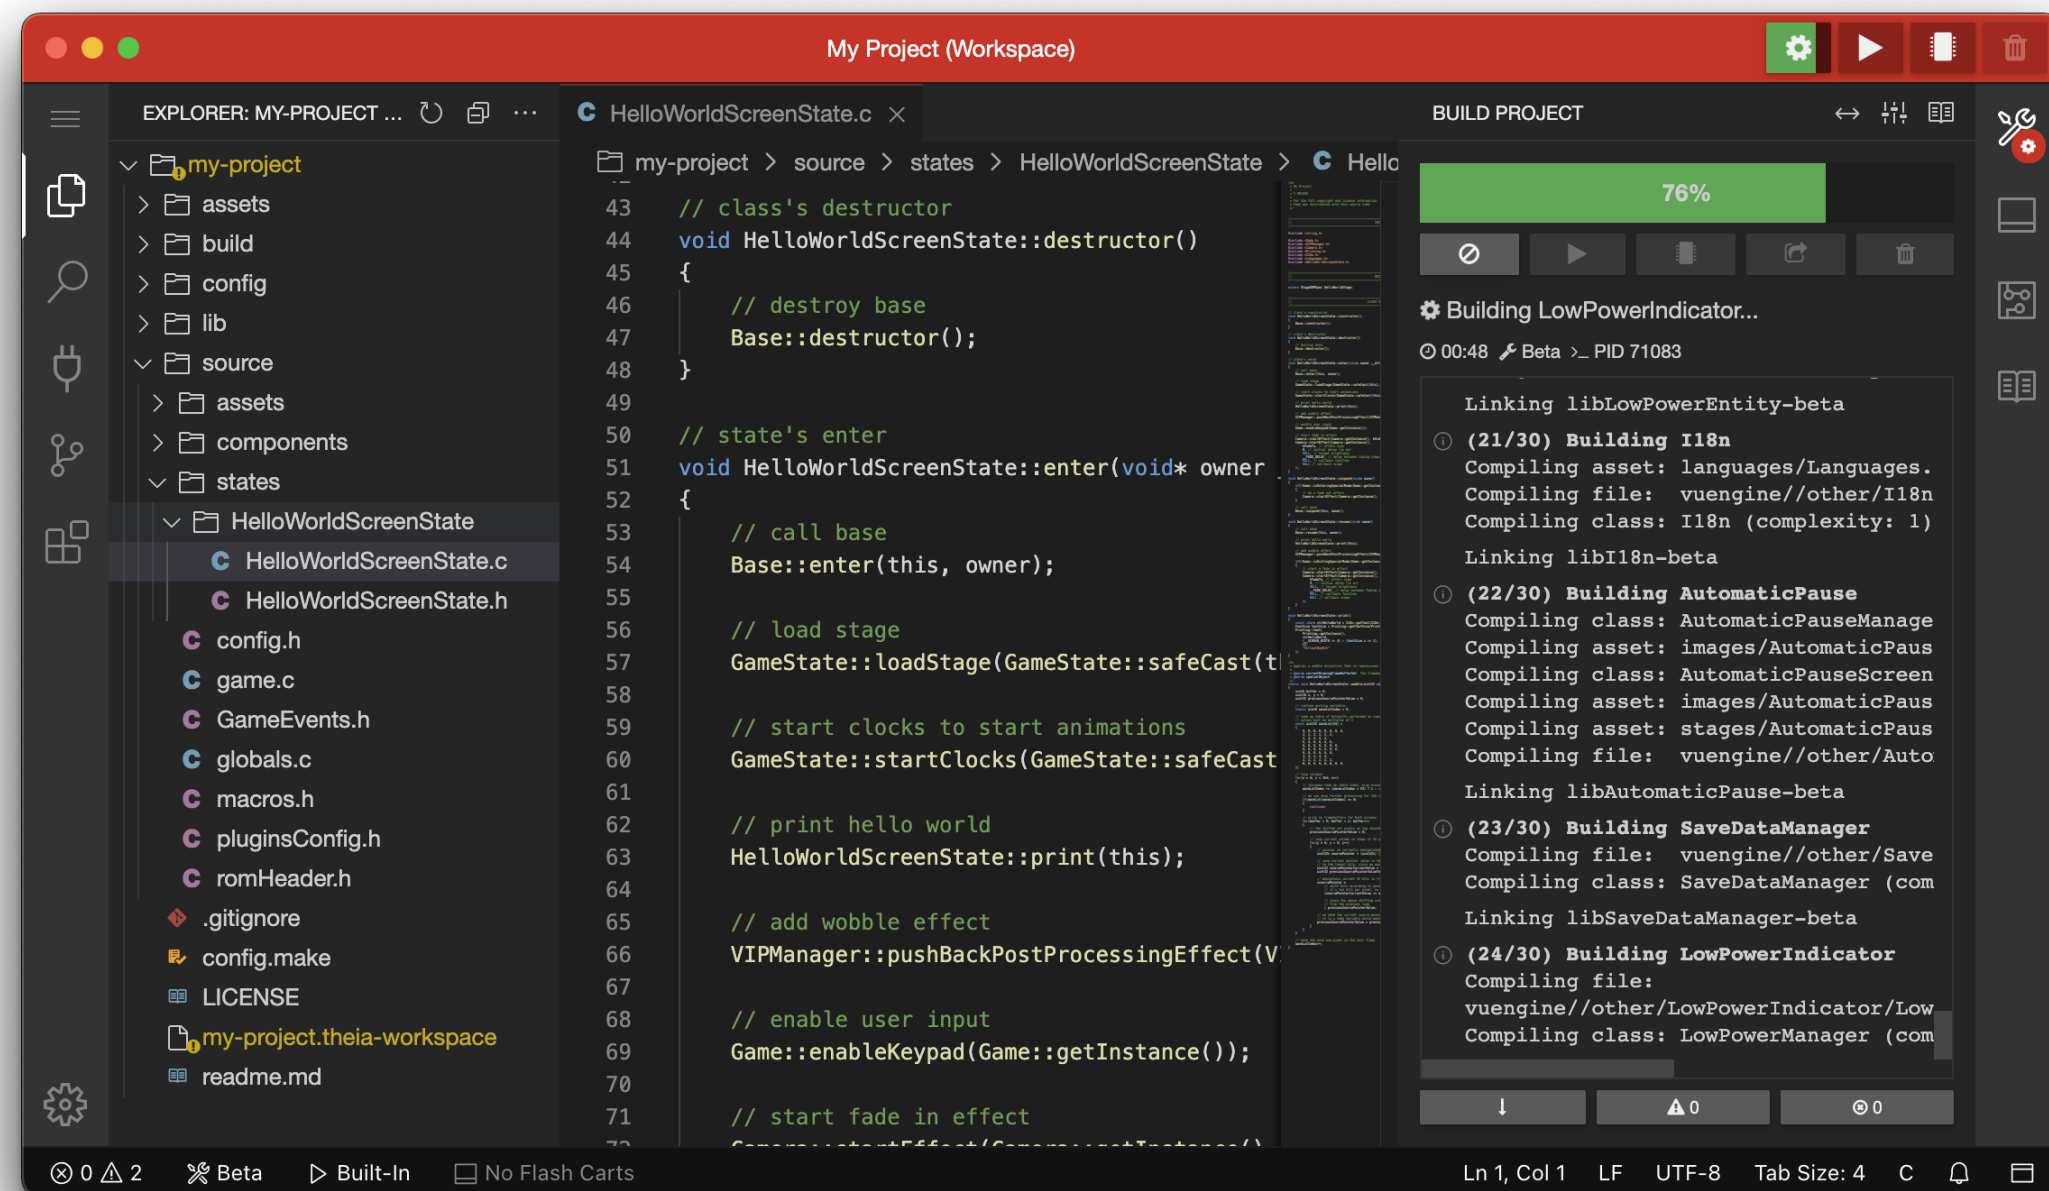 My Project (Workspace)
EXPLORER: MY-PROJECT ...
my-project
assets
build
config
lib
source
assets
components
states
HelloWorldScreenState
HelloWorldScreenState.c
HelloWorldScreenState.h
config.h
game.c
GameEvents.h
globals.c
macros.h
pluginsConfig.h
romHeader.h
.gitignore
config.make
LICENSE
my-project.theia-workspace
readme.md
HelloWorldScreenState.c
my-project > source > states > HelloWorldScreenState > C Hello
43 // class's destructor
44 void HelloWorldScreenState::destructor()
45 {
46 // destroy base
47 Base::destructor();
48 }
49
50 // state's enter
51 void HelloWorldScreenState::enter(void* owner _
52 {
53 // call base
54 Base::enter(this, owner);
55
56 // load stage
57 GameState::loadStage(GameState::safeCast(t
58
59 // start clocks to start animations
60 GameState::startClocks(GameState::safeCast
61
62 // print hello world
63 HelloWorldScreenState::print(this);
64
65 // add wobble effect
66 VIPManager::pushBackPostProcessingEffect(V
67
68 // enable user input
69 Game::enableKeypad(Game::getInstance());
70
71 // start fade in effect
72 Camera::startEffect(Camera::getInstance()
BUILD PROJECT
76%
Building LowPowerIndicator...
00:48 Beta >_ PID 71083
Linking libLowPowerEntity-beta
(21/30) Building I18n
Compiling asset: languages/Languages.
Compiling file: vuengine//other/I18n
Compiling class: I18n (complexity: 1)
Linking libI18n-beta
(22/30) Building AutomaticPause
Compiling class: AutomaticPauseManage
Compiling asset: images/AutomaticPaus
Compiling class: AutomaticPauseScreen
Compiling asset: images/AutomaticPaus
Compiling asset: stages/AutomaticPaus
Compiling file: vuengine//other/Auto
Linking libAutomaticPause-beta
(23/30) Building SaveDataManager
Compiling file: vuengine//other/Save
Compiling class: SaveDataManager (com
Linking libSaveDataManager-beta
(24/30) Building LowPowerIndicator
Compiling file:
vuengine//other/LowPowerIndicator/Low
Compiling class: LowPowerManager (com
0
0
0 2 Beta Built-In No Flash Carts
Ln 1, Col 1 LF UTF-8 Tab Size: 4 C